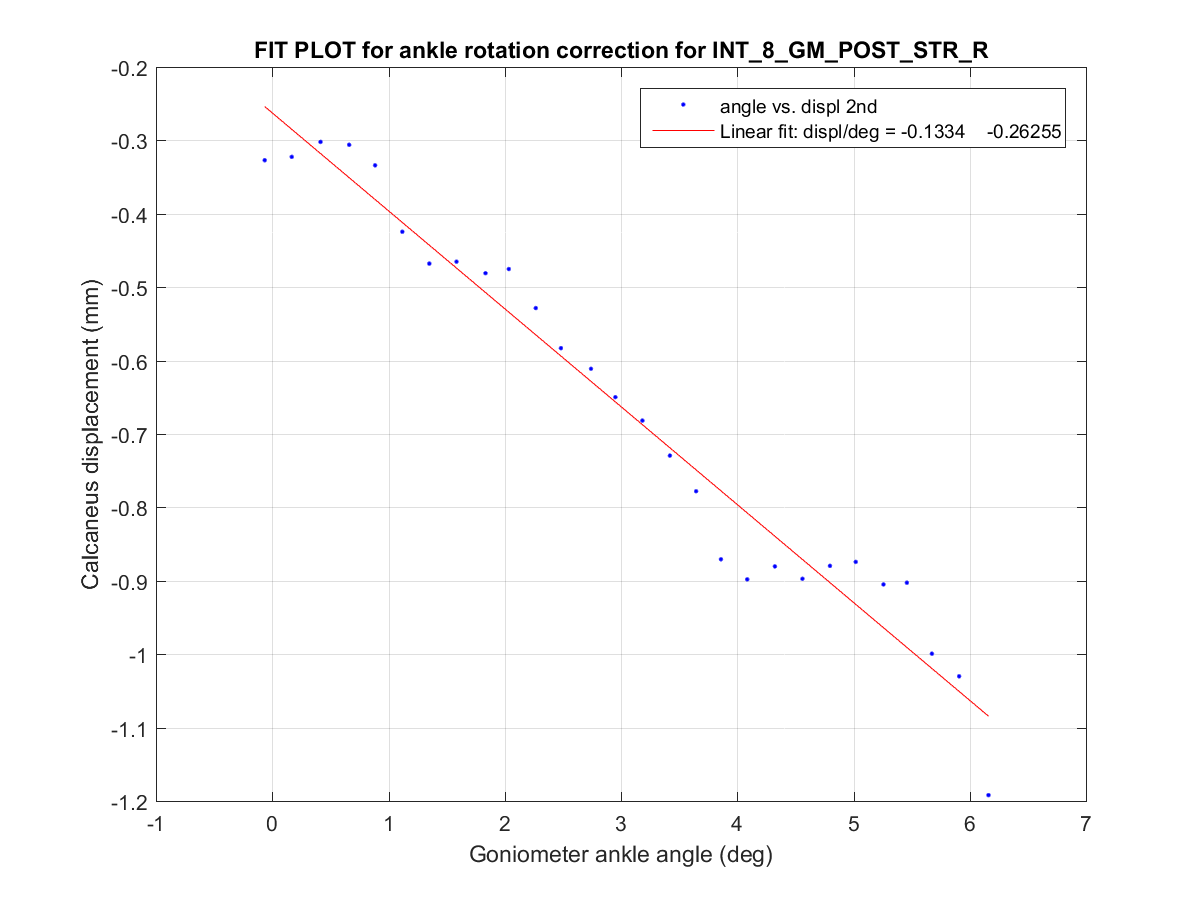 FIT PLOT for ankle rotation correction for INT_8_GM_POST_STR_R
angle vs. displ 2nd
Linear fit: displ/deg = -0.1334 -0.26255
-0.2
-0.3
-0.4
-0.5
-0.6
-0.7
-0.8
-0.9
-1
-1.1
-1.2
Calcaneus displacement (mm)
-1 0 1 2 3 4 5 6 7
Goniometer ankle angle (deg)